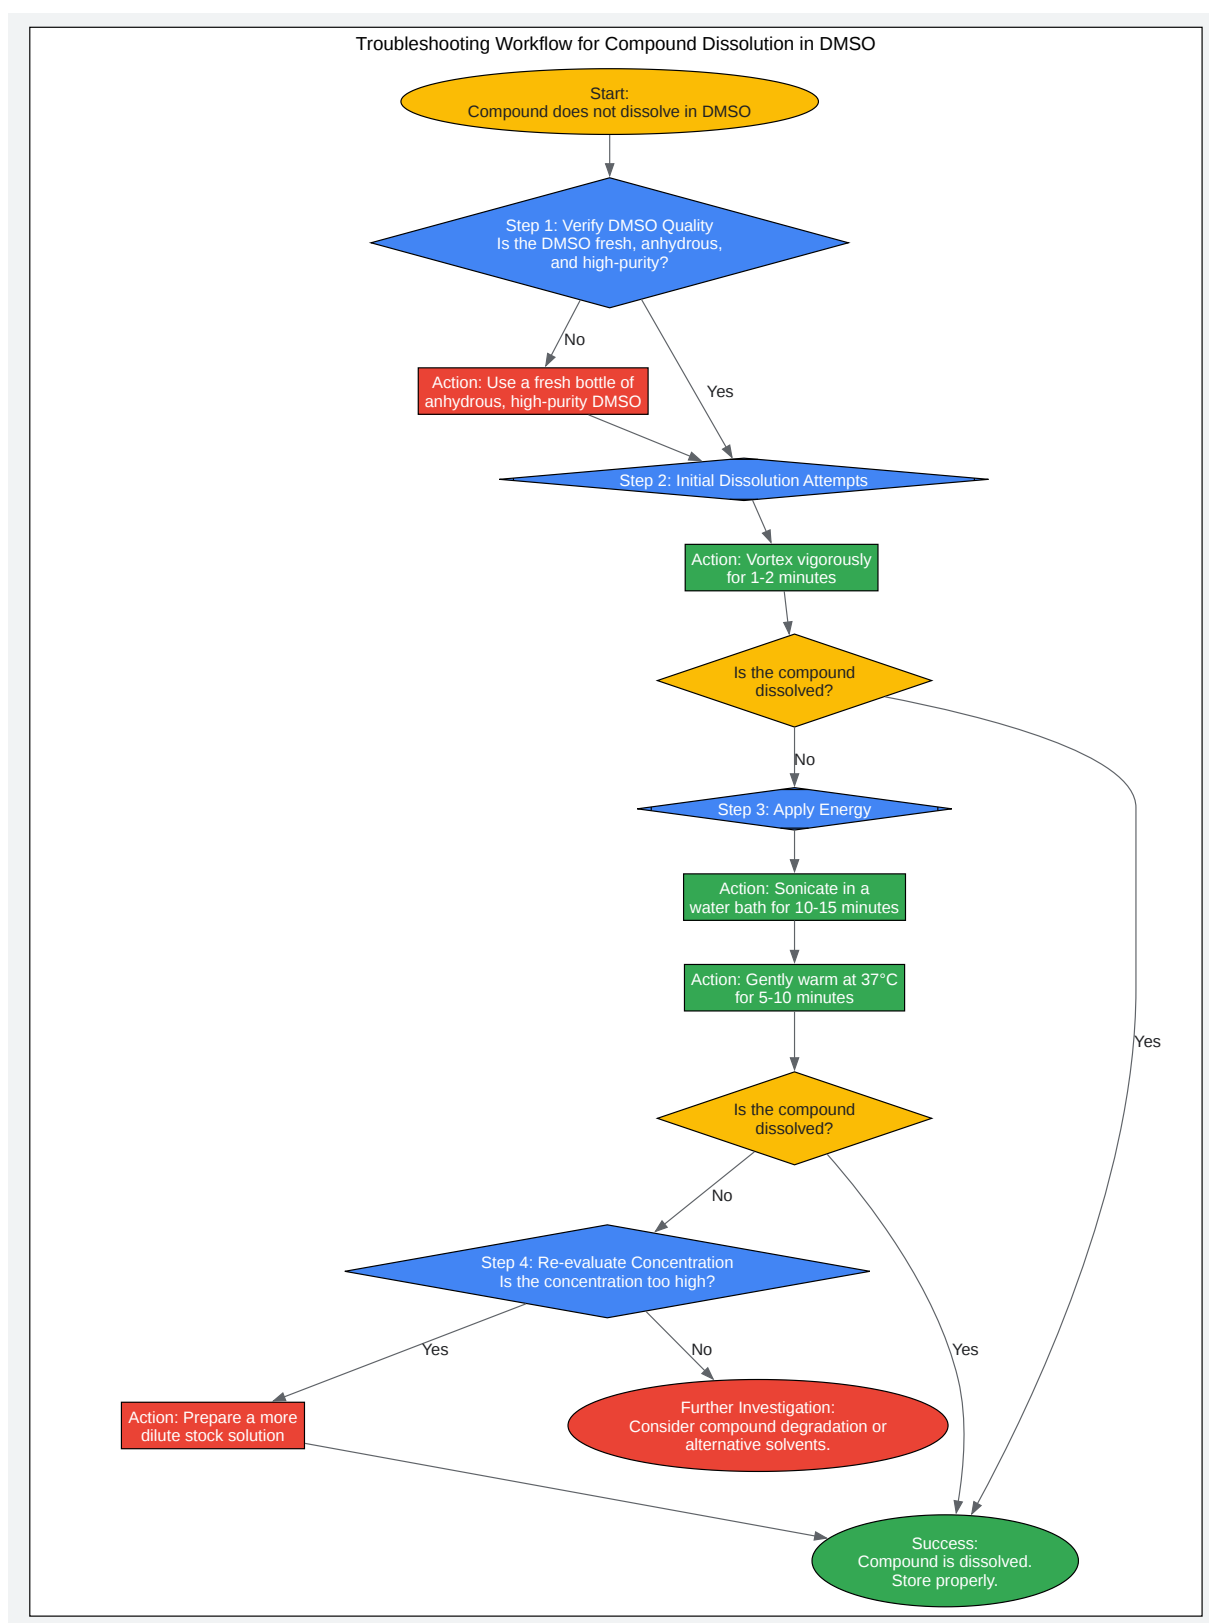 Troubleshooting Workflow for Compound Dissolution in DMSO
Start:
Compound does not dissolve in DMSO
Step 1: Verify DMSO Quality
Is the DMSO fresh, anhydrous,
and high-purity?
No
Yes
Action: Use a fresh bottle of
anhydrous, high-purity DMSO
Step 2: Initial Dissolution Attempts
Action: Vortex vigorously
for 1-2 minutes
Is the compound
dissolved?
No
Step 3: Apply Energy
Action: Sonicate in a
water bath for 10-15 minutes
Action: Gently warm at 37°C
for 5-10 minutes
Yes
Is the compound
dissolved?
No
Step 4: Re-evaluate Concentration
Is the concentration too high?
Yes
No
Yes
Action: Prepare a more
dilute stock solution
Further Investigation:
Consider compound degradation or
alternative solvents.
Success:
Compound is dissolved.
Store properly.